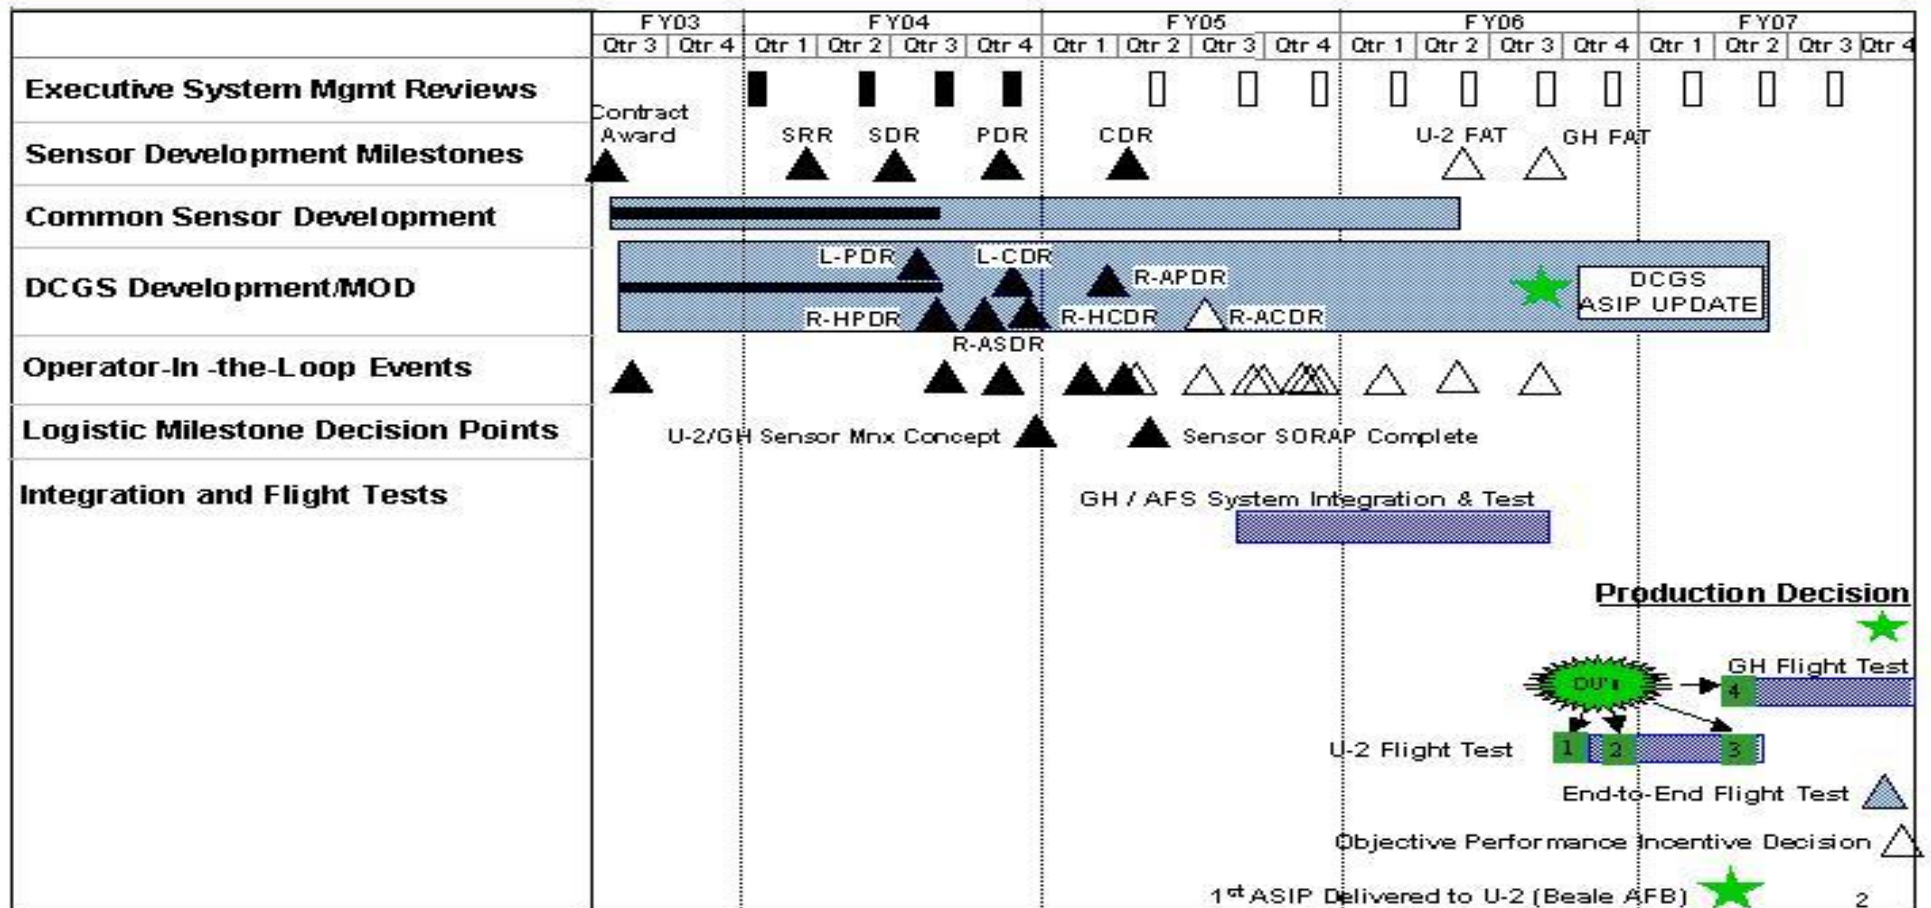 FY03 FY04 FY05 FY06 FY07
Qtr 3 Qtr 4 Qtr 1 Qtr 2 Qtr 3 Qtr 4 Qtr 1 Qtr 2 Qtr 3 Qtr 4 Qtr 1 Qtr 2 Qtr 3 Qtr 4 Qtr 1 Qtr 2 Qtr 3 Qtr 4
Executive System Mgmt Reviews
Contract
Award SRR SDR PDR CDR U-2 FAT GH FAT
Sensor Development Milestones
Common Sensor Development
L-PDR L-CDR
R-APDR
DCGS
ASIP UPDATE
DCGS Development/MOD
R-HPDR R-HCDR R-ACDR
R-ASDR
Operator-In -the-Loop Events
Logistic Milestone Decision Points
U-2/GH Sensor Mnx Concept Sensor SORAP Complete
Integration and Flight Tests
GH / AFS System Integration & Test
Production Decision
GH Flight Test
DU's
4
U-2 Flight Test 1 2 3
End-to-End Flight Test
Objective Performance Incentive Decision
1st ASIP Delivered to U-2 (Beale AFB) 2